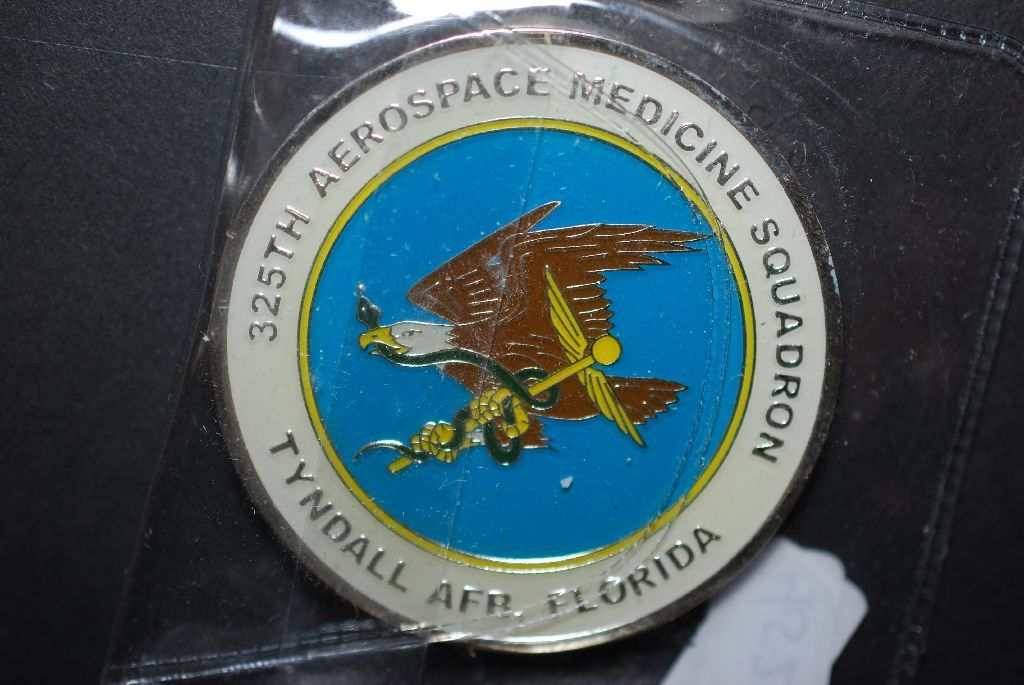 325TH AEROSPACE MEDICINE SQUADRON
TYNDALL AFB, FLORIDA